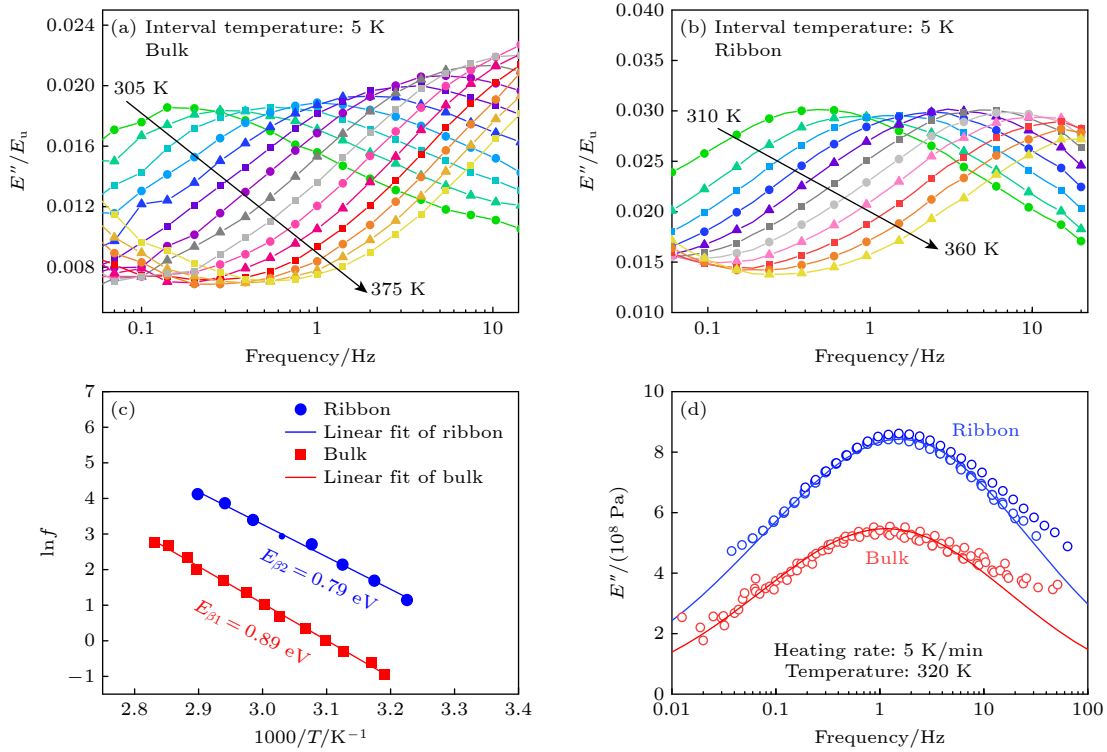 (a) Interval temperature: 5 K
Bulk
305 K
375 K
0.024
0.020
0.016
0.012
0.008
E″/E_u
0.1
1
10
Frequency/Hz
(b) Interval temperature: 5 K
Ribbon
310 K
360 K
0.040
0.035
0.030
0.025
0.020
0.015
0.010
E″/E_u
0.1
1
10
Frequency/Hz
(c)
Ribbon
Linear fit of ribbon
Bulk
Linear fit of bulk
E_β2 = 0.79 eV
E_β1 = 0.89 eV
7
6
5
4
3
2
1
0
−1
ln f
2.8
2.9
3.0
3.1
3.2
3.3
3.4
1000/T/K⁻¹
(d)
Ribbon
Bulk
Heating rate: 5 K/min
Temperature: 320 K
10
8
6
4
2
0
E″/(10⁸ Pa)
0.01
0.1
1
10
100
Frequency/Hz